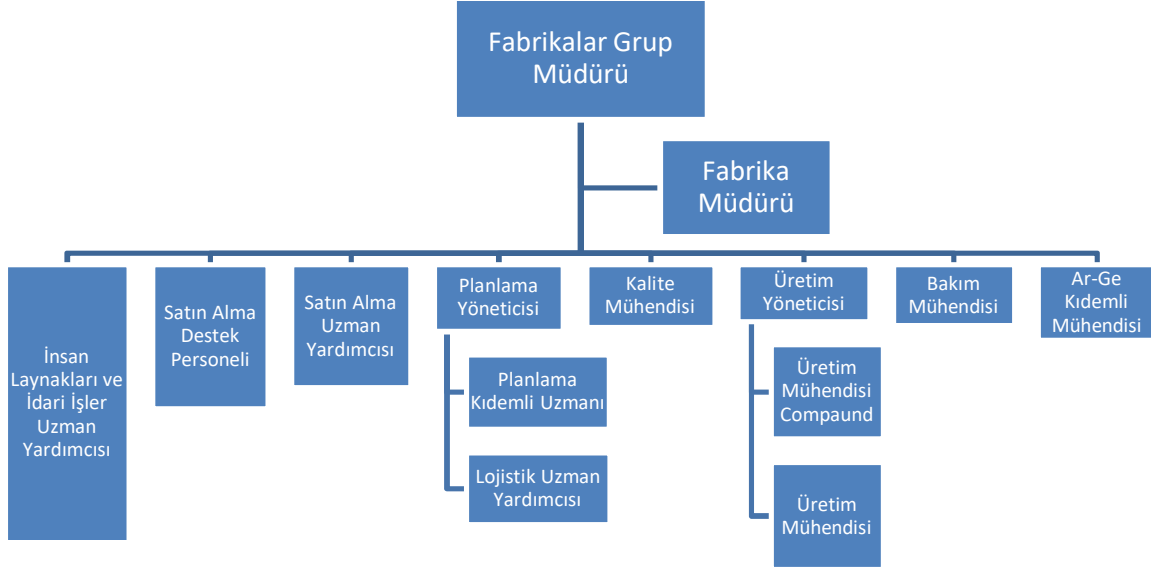 Fabrikalar Grup
Müdürü
Fabrika
Müdürü
İnsan
Laynakları ve
İdari İşler
Uzman
Yardımcısı
Satın Alma
Destek
Personeli
Satın Alma
Uzman
Yardımcısı
Planlama
Yöneticisi
Planlama
Kıdemli Uzmanı
Lojistik Uzman
Yardımcısı
Kalite
Mühendisi
Üretim
Yöneticisi
Üretim
Mühendisi
Compaund
Üretim
Mühendisi
Bakım
Mühendisi
Ar-Ge
Kıdemli
Mühendisi